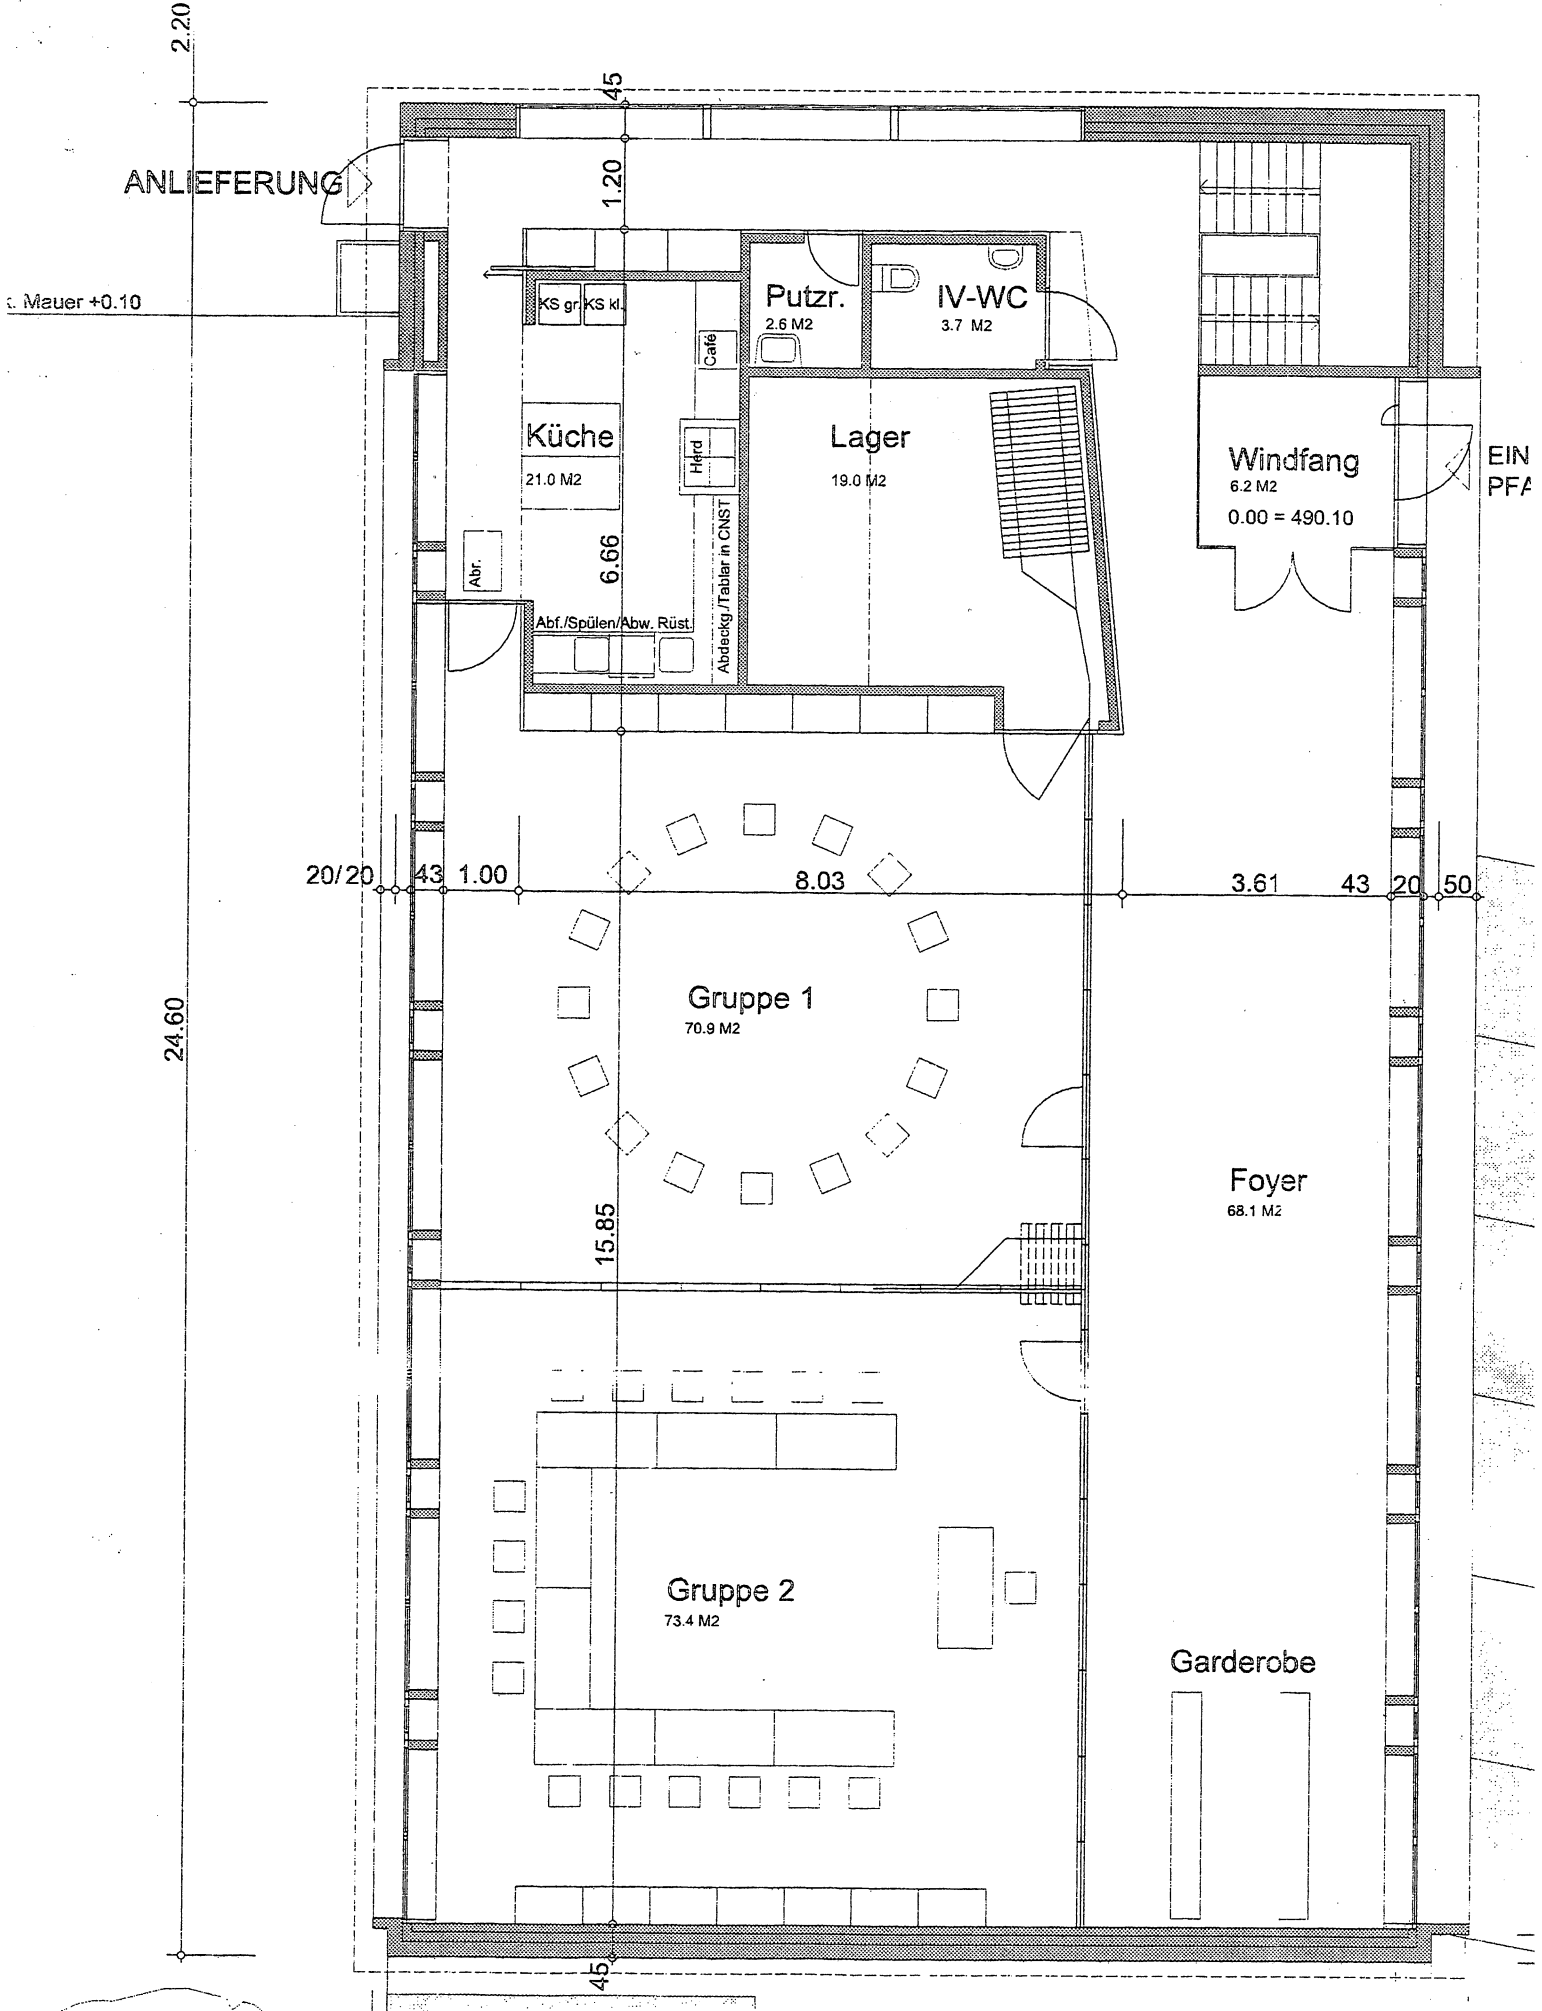 2.20
45
ANLIEFERUNG
1.20
Mauer +0.10
KS gr.
KS kl.
Putzr.
2.6 M2
IV-WC
3.7 M2
Café
Küche
21.0 M2
Herd
Lager
19.0 M2
Windfang
6.2 M2
0.00 = 490.10
EIN
PFA
6.66
Abr.
Abf./Spülen/Abw. Rüst.
Abdeckg./Tablar in CNST
20/20
43
1.00
8.03
3.61
43
20
50
24.60
Gruppe 1
70.9 M2
15.85
Foyer
68.1 M2
Gruppe 2
73.4 M2
Garderobe
45